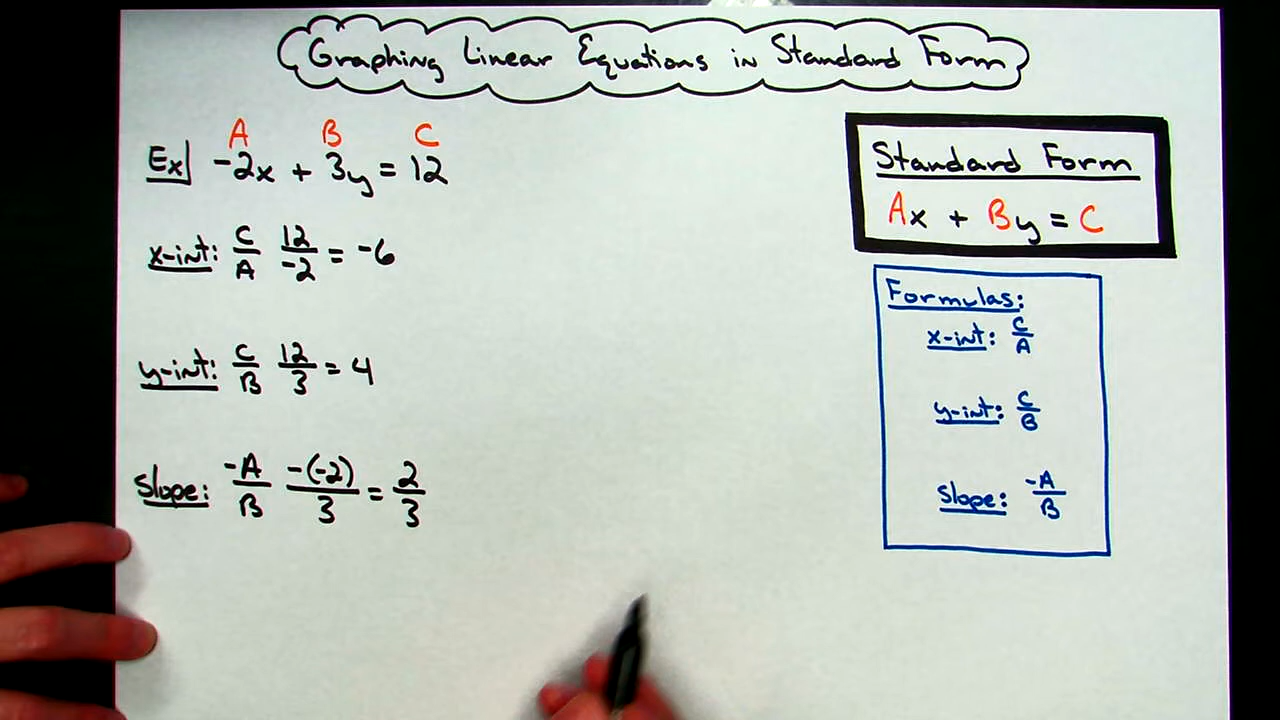 Graphing Linear Equations in Standard Form
A B C
Ex| -2x + 3y = 12
x-int: C/A 12/-2 = -6
y-int: C/B 12/3 = 4
Slope: -A/B -(-2)/3 = 2/3
Standard Form
Ax + By = C
Formulas:
x-int: C/A
y-int: C/B
Slope: -A/B